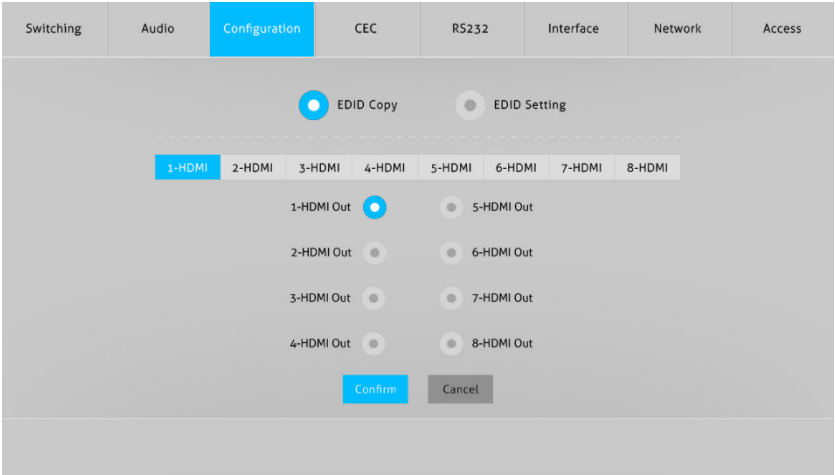 Switching Audio Configuration CEC RS232 Interface Network Access
EDID Copy EDID Setting
1-HDMI 2-HDMI 3-HDMI 4-HDMI 5-HDMI 6-HDMI 7-HDMI 8-HDMI
1-HDMI Out 5-HDMI Out
2-HDMI Out 6-HDMI Out
3-HDMI Out 7-HDMI Out
4-HDMI Out 8-HDMI Out
Confirm Cancel